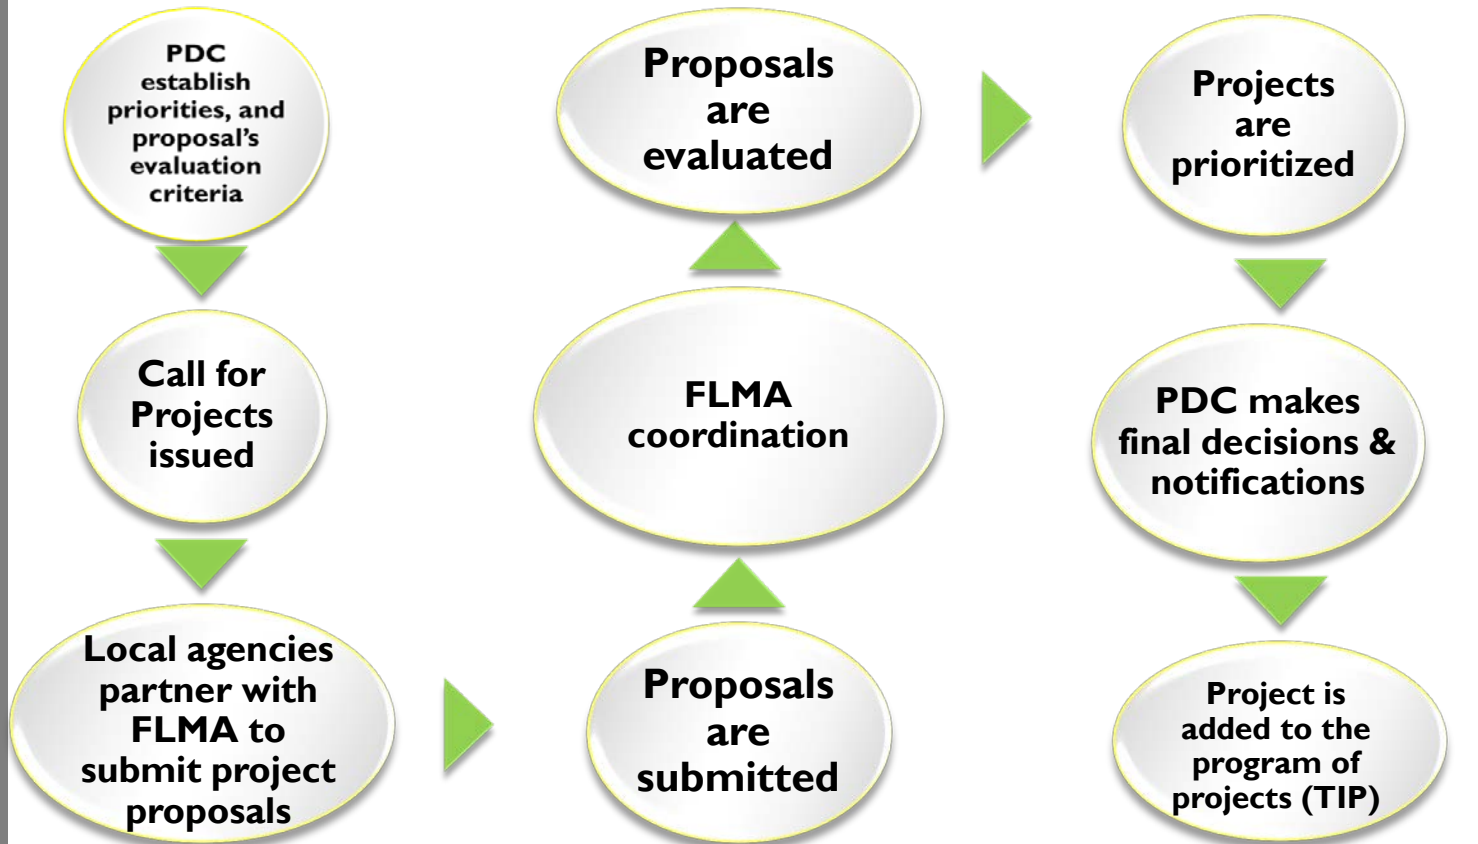 PDC
establish
priorities, and
proposal's
evaluation
criteria
Call for
Projects
issued
Local agencies
partner with
FLMA to
submit project
proposals
Proposals
are
submitted
FLMA
coordination
Proposals
are
evaluated
Projects
are
prioritized
PDC makes
final decisions &
notifications
Project is
added to the
program of
projects (TIP)